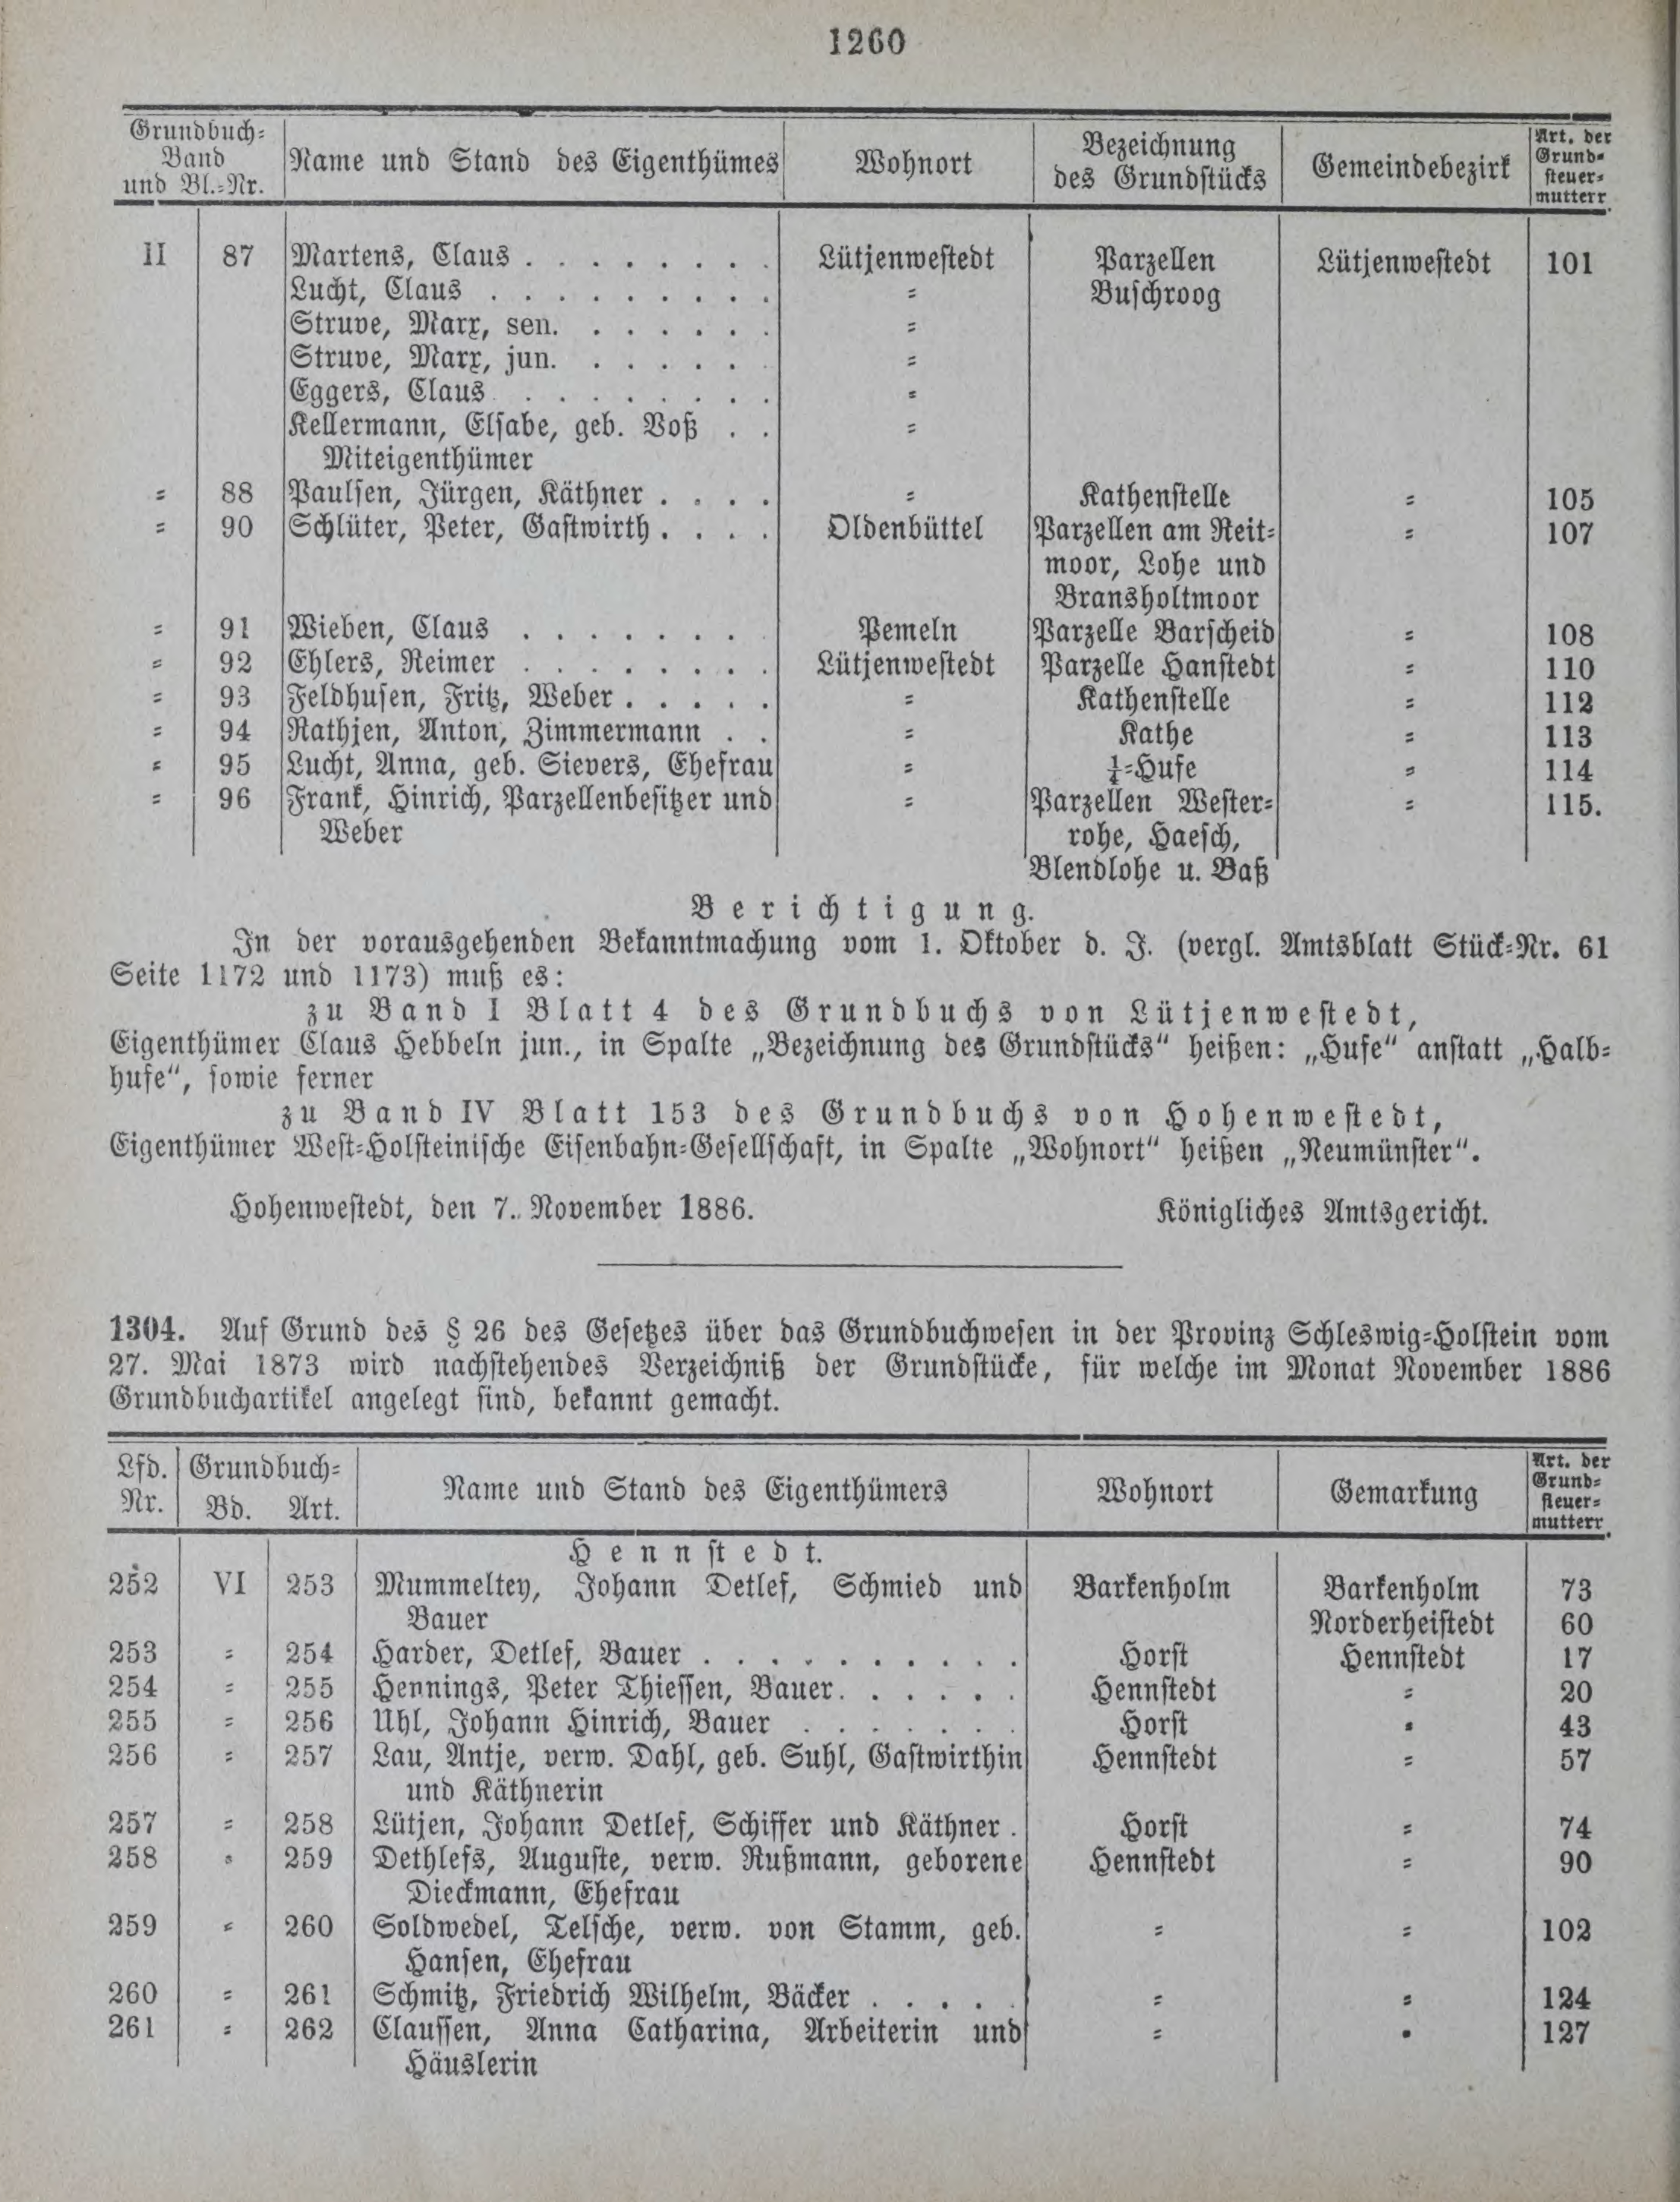 1260
Grundbuch= Band und Bl.=Nr. Name und Stand des Eigenthümes Wohnort Bezeichnung des Grundstücks Gemeindebezirk Art. der Grund= steuer= mutterr.
II 87 Martens, Claus . . . . . . . . Lütjenwestedt Parzellen Lütjenwestedt 101
Lucht, Claus . . . . . . . . . = Buschroog
Struve, Marx, sen. . . . . . . =
Struve, Marx, jun. . . . . . . =
Eggers, Claus . . . . . . . . =
Kellermann, Elsabe, geb. Voß . . =
Miteigenthümer
= 88 Paulsen, Jürgen, Käthner . . . . = Kathenstelle = 105
= 90 Schlüter, Peter, Gastwirth . . . . Oldenbüttel Parzellen am Reit= = 107
moor, Lohe und
Bransholtmoor
= 91 Wieben, Claus . . . . . . . Pemeln Parzelle Barscheid = 108
= 92 Ehlers, Reimer . . . . . . . . Lütjenwestedt Parzelle Hanstedt = 110
= 93 Feldhusen, Fritz, Weber . . . . . = Kathenstelle = 112
= 94 Rathjen, Anton, Zimmermann . . = Kathe = 113
= 95 Lucht, Anna, geb. Sievers, Ehefrau = ¼=Hufe = 114
= 96 Frank, Hinrich, Parzellenbesitzer und = Parzellen Wester= = 115.
Weber rohe, Haesch,
Blendlohe u. Baß
Berichtigung.
In der vorausgehenden Bekanntmachung vom 1. Oktober d. J. (vergl. Amtsblatt Stück=Nr. 61
Seite 1172 und 1173) muß es:
zu Band I Blatt 4 des Grundbuchs von Lütjenwestedt,
Eigenthümer Claus Hebbeln jun., in Spalte „Bezeichnung des Grundstücks“ heißen: „Hufe“ anstatt „Halb=
hufe“, sowie ferner
zu Band IV Blatt 153 des Grundbuchs von Hohenwestedt,
Eigenthümer West=Holsteinische Eisenbahn=Gesellschaft, in Spalte „Wohnort“ heißen „Neumünster“.
Hohenwestedt, den 7. November 1886. Königliches Amtsgericht.
1304. Auf Grund des § 26 des Gesetzes über das Grundbuchwesen in der Provinz Schleswig=Holstein vom
27. Mai 1873 wird nachstehendes Verzeichniß der Grundstücke, für welche im Monat November 1886
Grundbuchartikel angelegt sind, bekannt gemacht.
Lfd. Nr. Grundbuch= Bd. Art. Name und Stand des Eigenthümers Wohnort Gemarkung Art. der Grund= steuer= mutterr.
Hennstedt.
252 VI 253 Mummeltey, Johann Detlef, Schmied und Barkenholm Barkenholm 73
Bauer Norderheistedt 60
253 = 254 Harder, Detlef, Bauer . . . . . . . . . . Horst Hennstedt 17
254 = 255 Hennings, Peter Thiessen, Bauer. . . . . . Hennstedt = 20
255 = 256 Uhl, Johann Hinrich, Bauer . . . . . . . Horst = 43
256 = 257 Lau, Antje, verw. Dahl, geb. Suhl, Gastwirthin Hennstedt = 57
und Käthnerin
257 = 258 Lütjen, Johann Detlef, Schiffer und Käthner . Horst = 74
258 = 259 Dethlefs, Auguste, verw. Rußmann, geborene Hennstedt = 90
Dieckmann, Ehefrau
259 = 260 Soldwedel, Telsche, verw. von Stamm, geb. = = 102
Hansen, Ehefrau
260 = 261 Schmitz, Friedrich Wilhelm, Bäcker . . . . . = = 124
261 = 262 Claussen, Anna Catharina, Arbeiterin und = = 127
Häuslerin